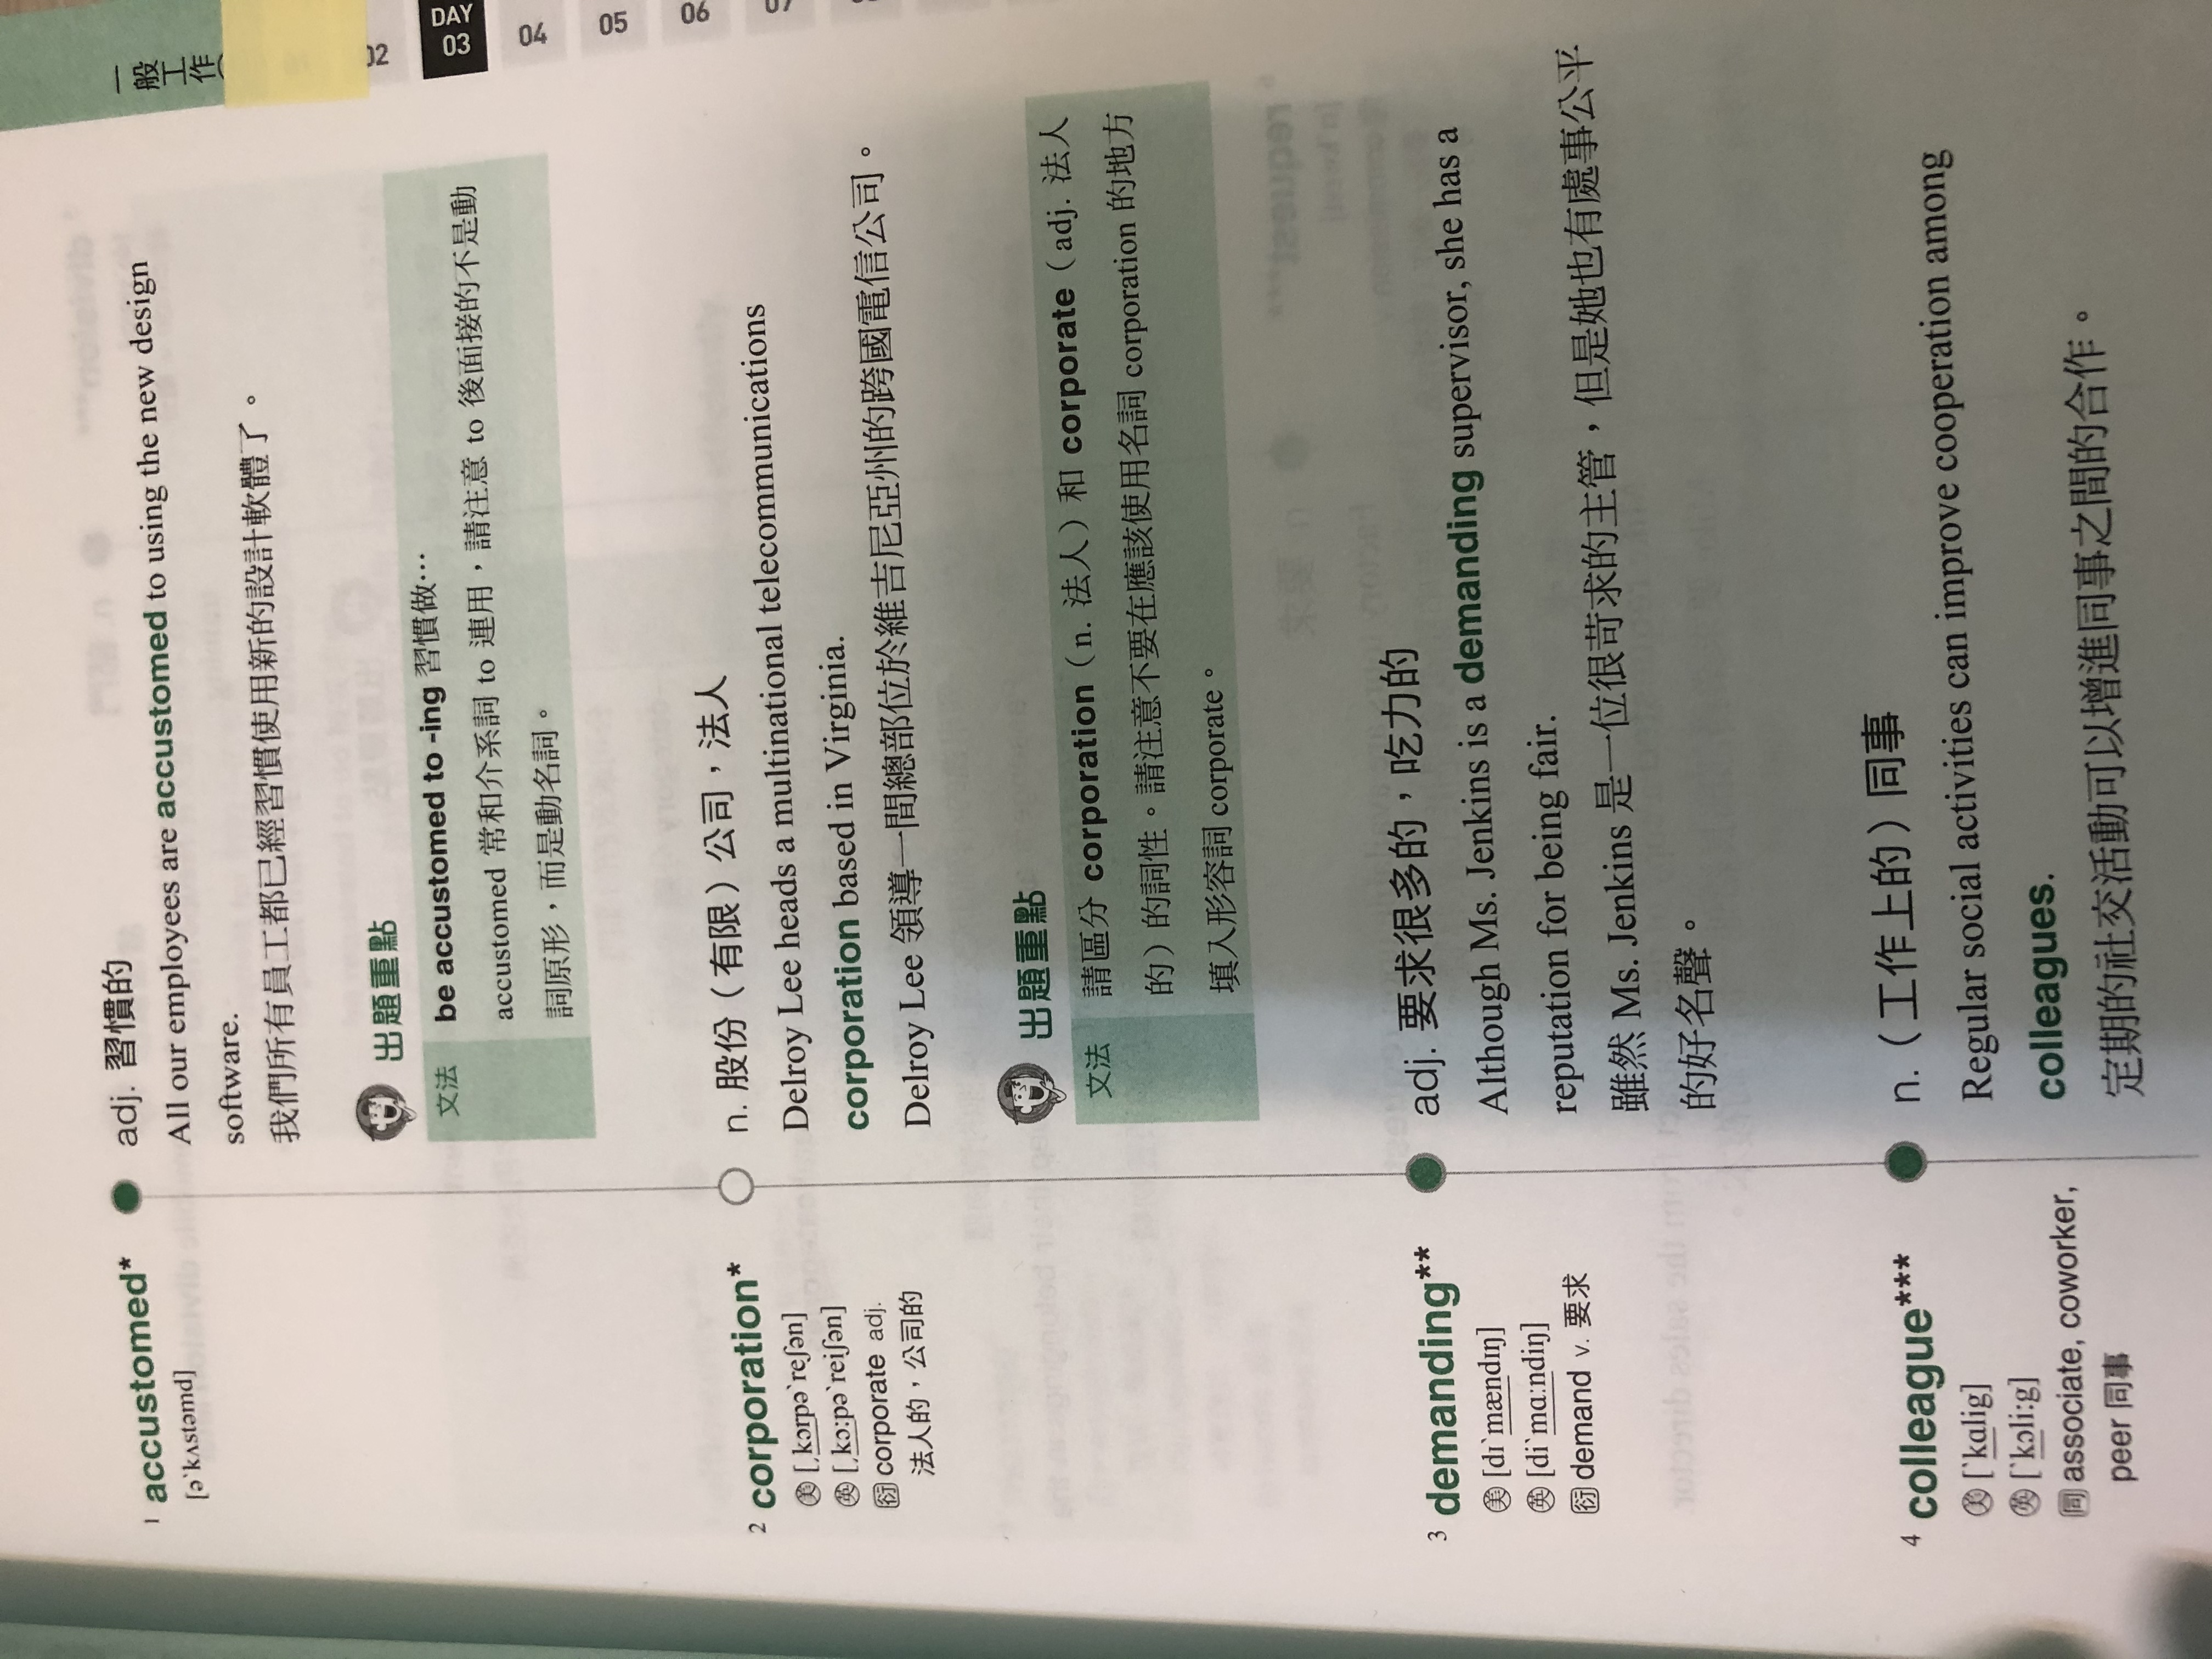 1 accustomed*
[ə`kʌstəmd]
adj. 習慣的
All our employees are accustomed to using the new design
software.
我們所有員工都已經習慣使用新的設計軟體了。
出題重點
文法
be accustomed to -ing 習慣做…
accustomed 常和介系詞 to 連用，請注意 to 後面接的不是動
詞原形，而是動名詞。
2 corporation*
美 [ˌkɔrpə`reʃən]
英 [ˌkɔ:pə`reiʃən]
衍 corporate adj.
法人的，公司的
n. 股份（有限）公司，法人
Delroy Lee heads a multinational telecommunications
corporation based in Virginia.
Delroy Lee 領導一間總部位於維吉尼亞州的跨國電信公司。
出題重點
文法
請區分 corporation（n. 法人）和 corporate（adj. 法人
的）的詞性。請注意不要在應該使用名詞 corporation 的地方
填入形容詞 corporate。
3 demanding**
美 [dɪ`mændɪŋ]
英 [di`mɑ:ndiŋ]
衍 demand v. 要求
adj. 要求很多的，吃力的
Although Ms. Jenkins is a demanding supervisor, she has a
reputation for being fair.
雖然 Ms. Jenkins 是一位很苛求的主管，但是她也有處事公平
的好名聲。
4 colleague***
美 [`kɑlig]
英 [`kɔli:g]
同 associate, coworker,
peer 同事
n.（工作上的）同事
Regular social activities can improve cooperation among
colleagues.
定期的社交活動可以增進同事之間的合作。
一般工作
02
DAY
03
04
05
06
07